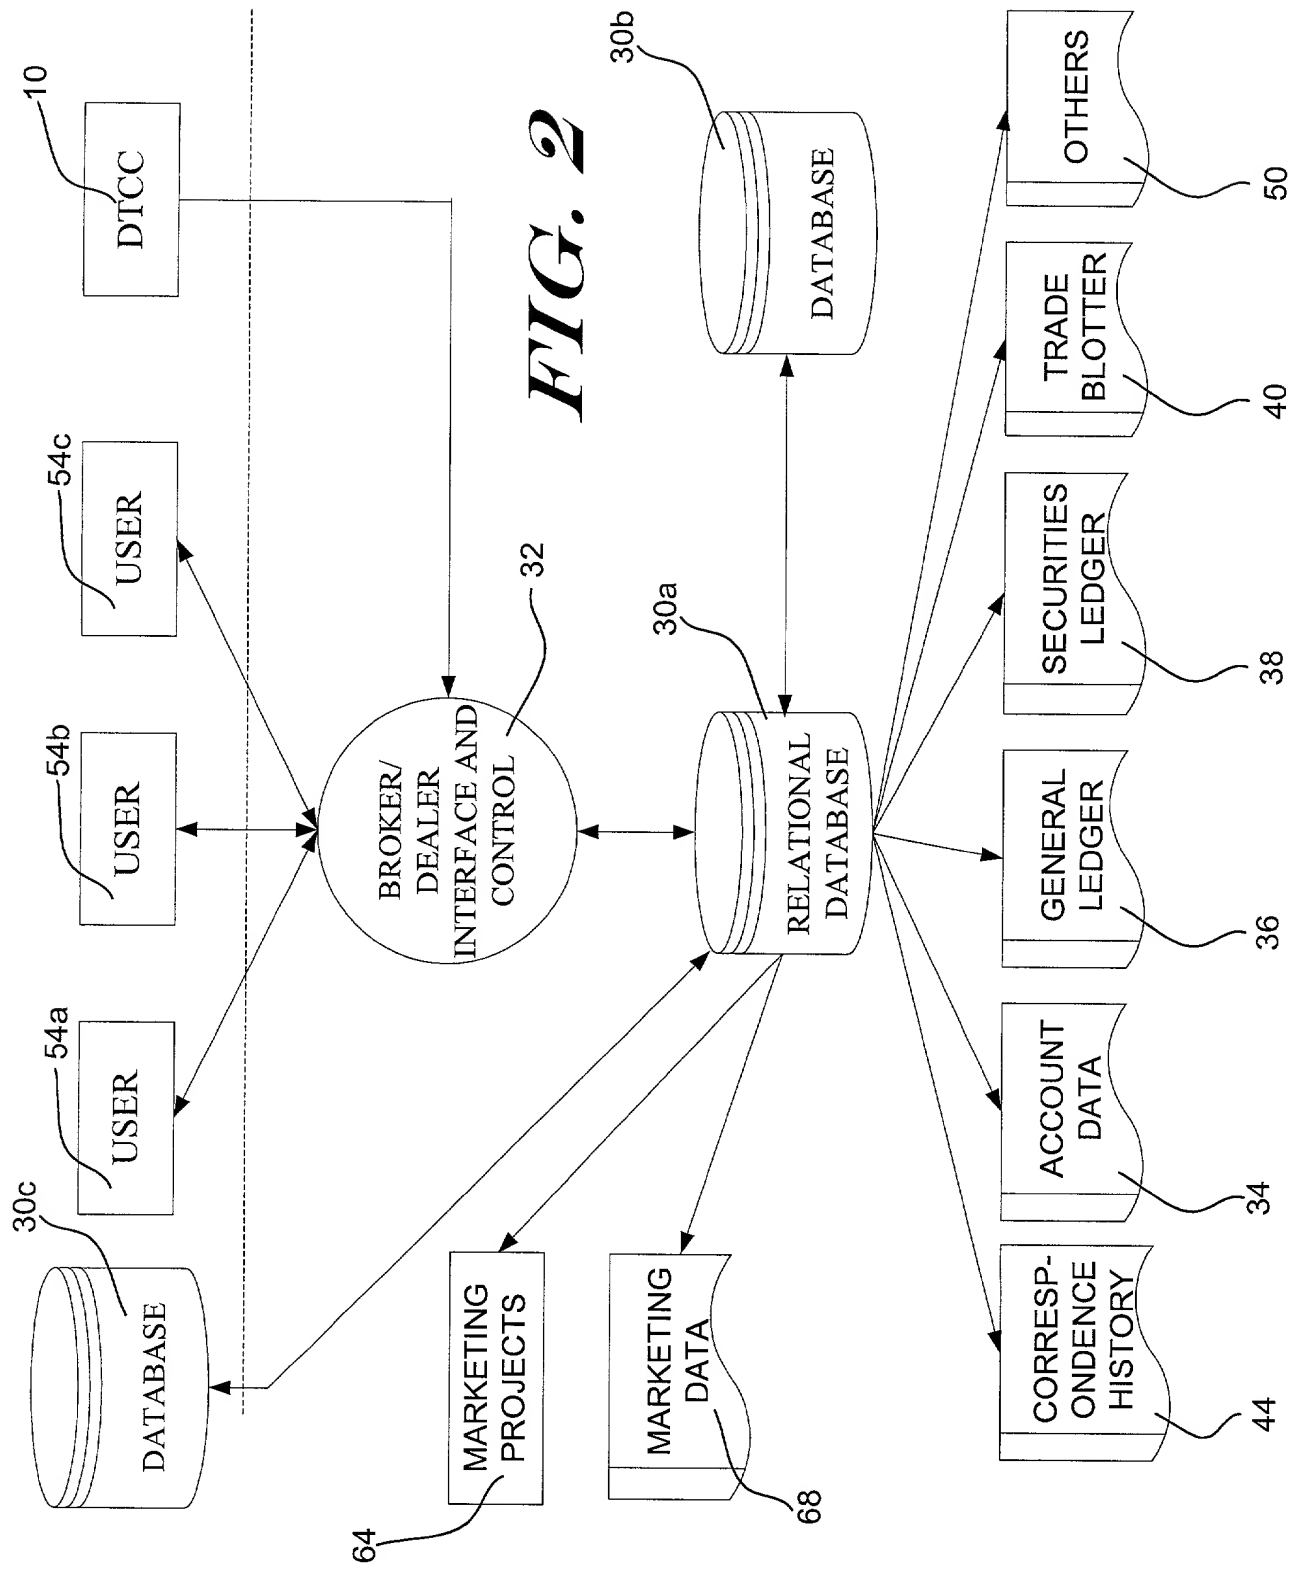 30c
DATABASE
54a
USER
54b
USER
54c
USER
10
DTCC
BROKER/
DEALER
INTERFACE AND
CONTROL
32
FIG. 2
64
MARKETING
PROJECTS
MARKETING
DATA
68
30a
RELATIONAL
DATABASE
30b
DATABASE
CORRESP-
ONDENCE
HISTORY
44
ACCOUNT
DATA
34
GENERAL
LEDGER
36
SECURITIES
LEDGER
38
TRADE
BLOTTER
40
OTHERS
50